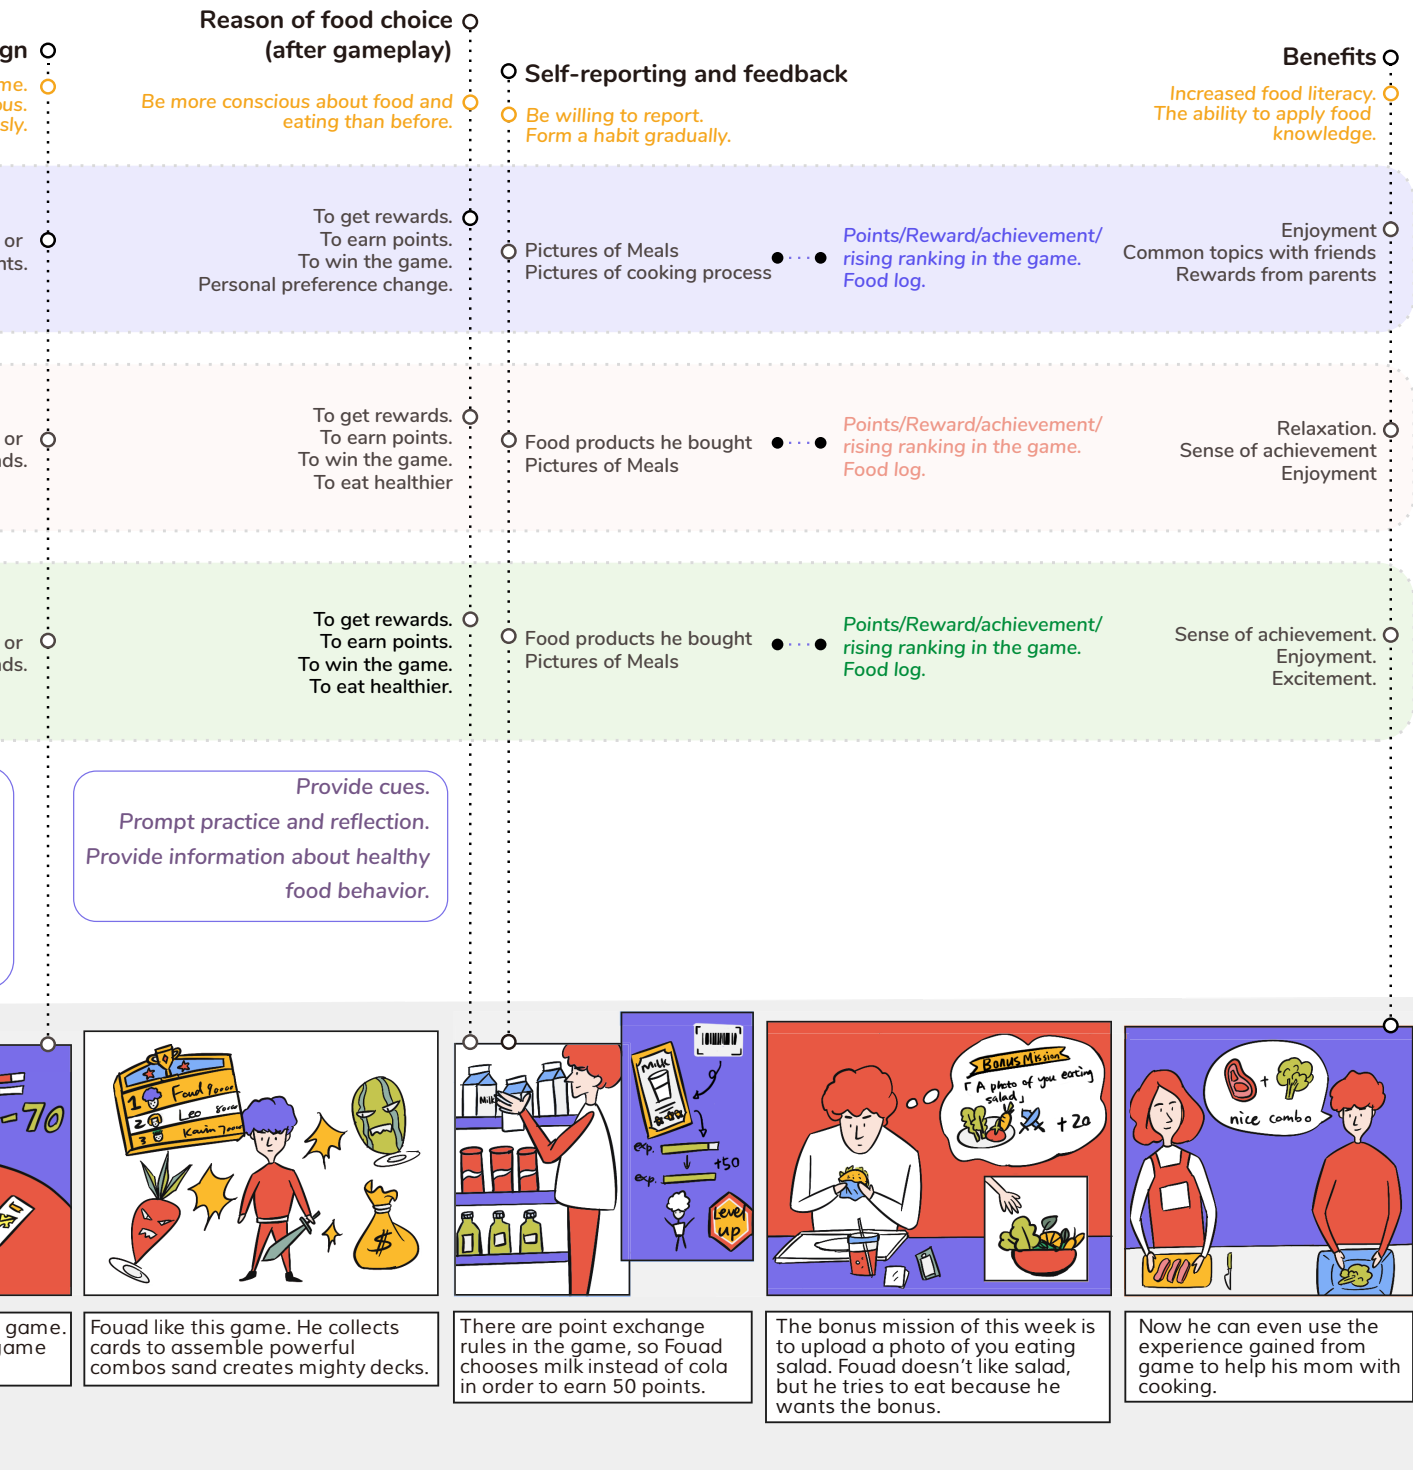 Reason of food choice
(after gameplay)
gn
Self-reporting and feedback
Benefits
me.
ous.
sly.
Be more conscious about food and
eating than before.
Be willing to report.
Form a habit gradually.
Increased food literacy.
The ability to apply food
knowledge.
or
nts.
To get rewards.
To earn points.
To win the game.
Personal preference change.
Pictures of Meals
Pictures of cooking process
Points/Reward/achievement/
rising ranking in the game.
Food log.
Enjoyment
Common topics with friends
Rewards from parents
or
nds.
To get rewards.
To earn points.
To win the game.
To eat healthier
Food products he bought
Pictures of Meals
Points/Reward/achievement/
rising ranking in the game.
Food log.
Relaxation.
Sense of achievement
Enjoyment
or
nds.
To get rewards.
To earn points.
To win the game.
To eat healthier.
Food products he bought
Pictures of Meals
Points/Reward/achievement/
rising ranking in the game.
Food log.
Sense of achievement.
Enjoyment.
Excitement.
Provide cues.
Prompt practice and reflection.
Provide information about healthy
food behavior.
-70
1 Foud 90000
2 Leo 80000
3 Kevin 70000
$
Milk
MILK
exp.
+50
exp.
Level
up
Bonus Mission
「A photo of you eating
salad」
+20
+
nice combo
game.
game
Fouad like this game. He collects
cards to assemble powerful
combos sand creates mighty decks.
There are point exchange
rules in the game, so Fouad
chooses milk instead of cola
in order to earn 50 points.
The bonus mission of this week is
to upload a photo of you eating
salad. Fouad doesn't like salad,
but he tries to eat because he
wants the bonus.
Now he can even use the
experience gained from
game to help his mom with
cooking.